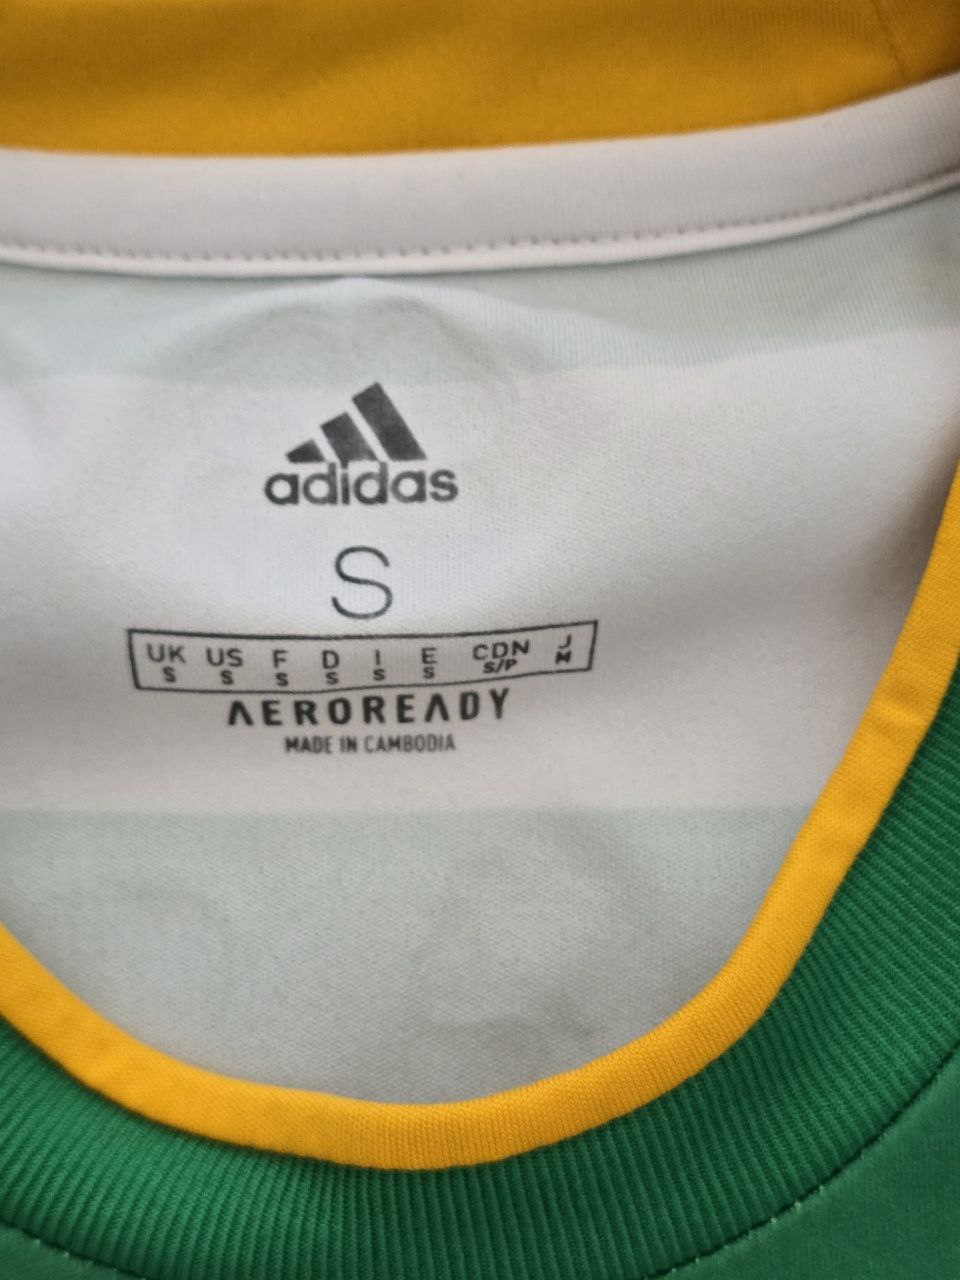 adidas
S
UK US F D I E CDN J
S S S S S S S/P M
AEROREADY
MADE IN CAMBODIA